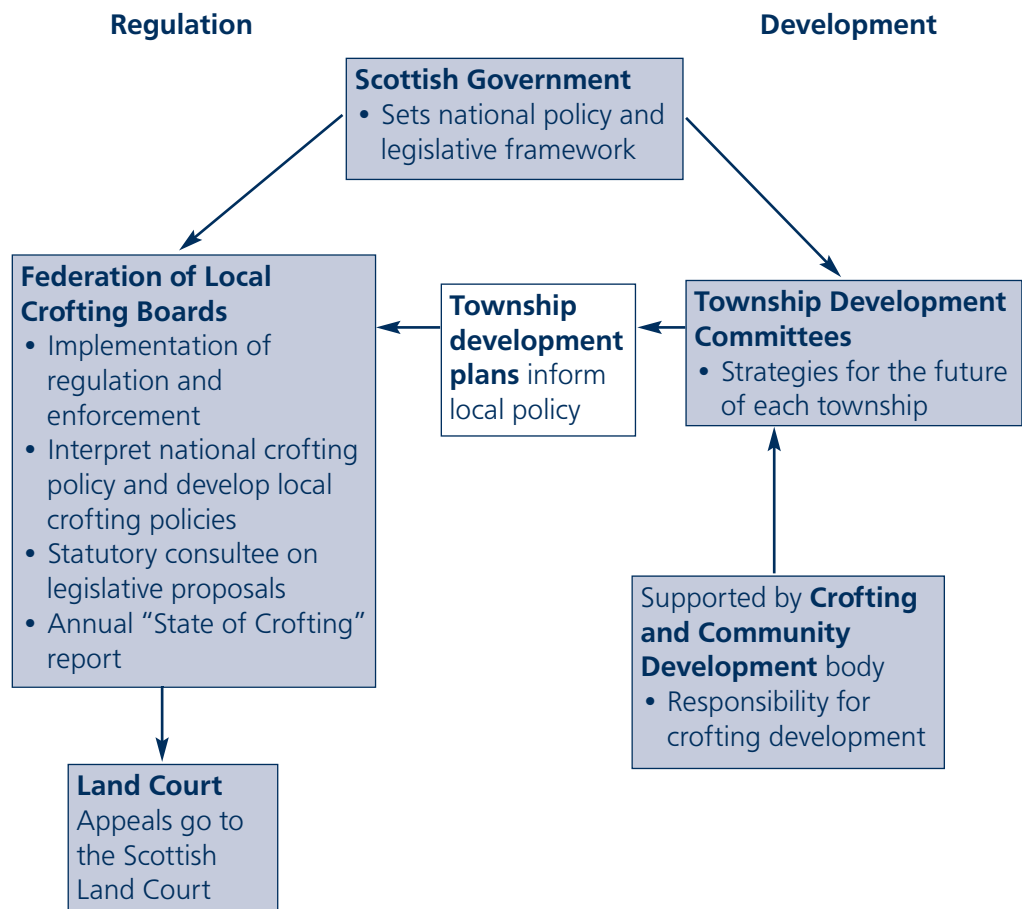 Regulation
Development
Scottish Government
• Sets national policy and
legislative framework
Federation of Local
Crofting Boards
• Implementation of
regulation and
enforcement
• Interpret national crofting
policy and develop local
crofting policies
• Statutory consultee on
legislative proposals
• Annual “State of Crofting”
report
Township
development
plans inform
local policy
Township Development
Committees
• Strategies for the future
of each township
Supported by Crofting
and Community
Development body
• Responsibility for
crofting development
Land Court
Appeals go to
the Scottish
Land Court